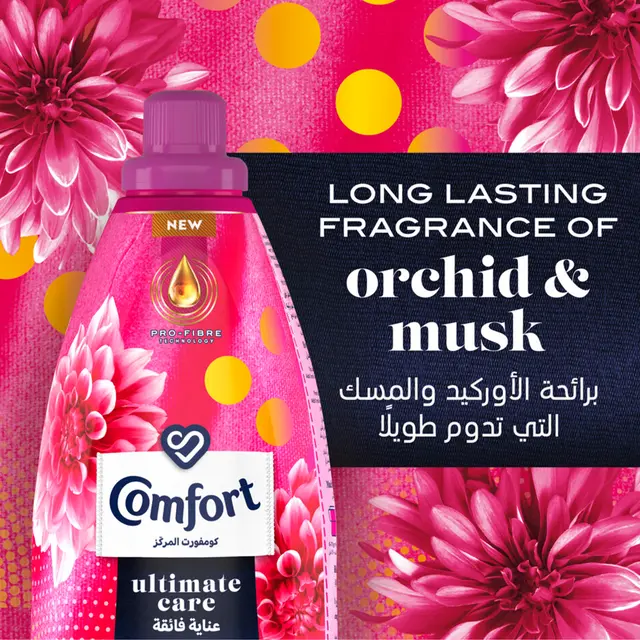 LONG LASTING
FRAGRANCE OF
orchid &
musk
برائحة الأوركيد والمسك
التي تدوم طويلًا
NEW
PRO-FIBRE
TECHNOLOGY
Comfort
كومفورت المركز
ultimate
care
عناية فائقة